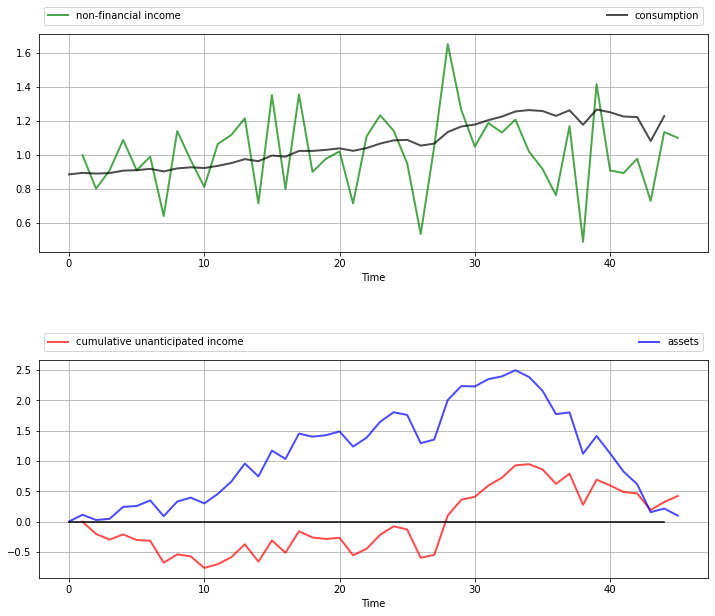 non-financial income consumption
1.6
1.4
1.2
1.0
0.8
0.6
0 10 20 30 40
Time
cumulative unanticipated income assets
2.5
2.0
1.5
1.0
0.5
0.0
−0.5
0 10 20 30 40
Time